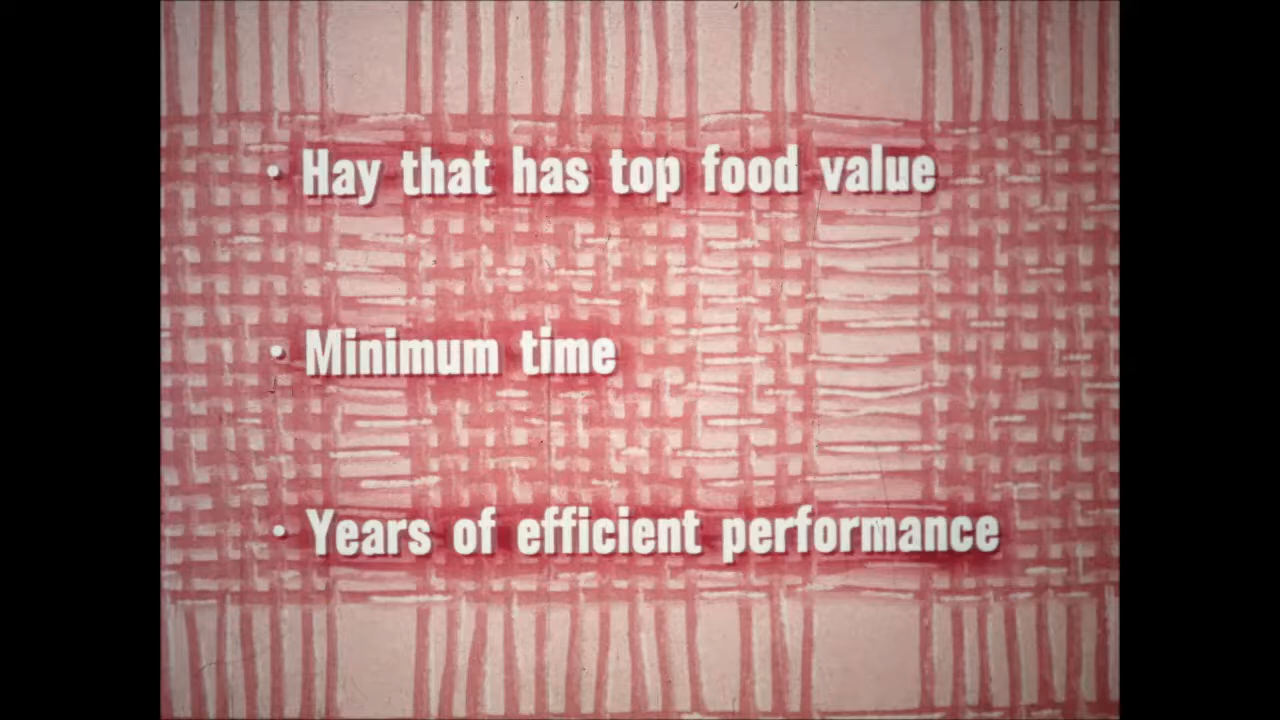 • Hay that has top food value
• Minimum time
• Years of efficient performance